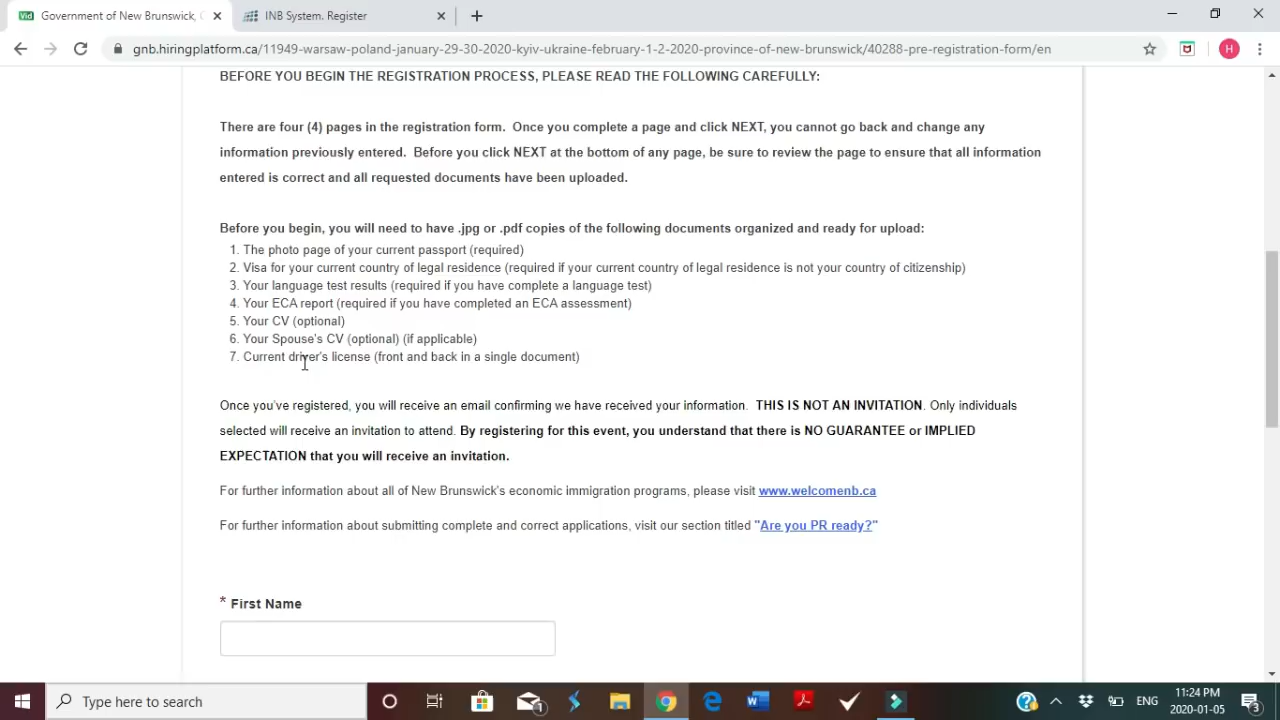 Government of New Brunswick, C
INB System. Register
gnb.hiringplatform.ca/11949-warsaw-poland-january-29-30-2020-kyiv-ukraine-february-1-2-2020-province-of-new-brunswick/40288-pre-registration-form/en
H
BEFORE YOU BEGIN THE REGISTRATION PROCESS, PLEASE READ THE FOLLOWING CAREFULLY:
There are four (4) pages in the registration form. Once you complete a page and click NEXT, you cannot go back and change any
information previously entered. Before you click NEXT at the bottom of any page, be sure to review the page to ensure that all information
entered is correct and all requested documents have been uploaded.
Before you begin, you will need to have .jpg or .pdf copies of the following documents organized and ready for upload:
1. The photo page of your current passport (required)
2. Visa for your current country of legal residence (required if your current country of legal residence is not your country of citizenship)
3. Your language test results (required if you have complete a language test)
4. Your ECA report (required if you have completed an ECA assessment)
5. Your CV (optional)
6. Your Spouse's CV (optional) (if applicable)
7. Current driver's license (front and back in a single document)
Once you've registered, you will receive an email confirming we have received your information. THIS IS NOT AN INVITATION. Only individuals
selected will receive an invitation to attend. By registering for this event, you understand that there is NO GUARANTEE or IMPLIED
EXPECTATION that you will receive an invitation.
For further information about all of New Brunswick's economic immigration programs, please visit www.welcomenb.ca
For further information about submitting complete and correct applications, visit our section titled "Are you PR ready?"
* First Name
Type here to search
1
ENG
11:24 PM
2020-01-05
3